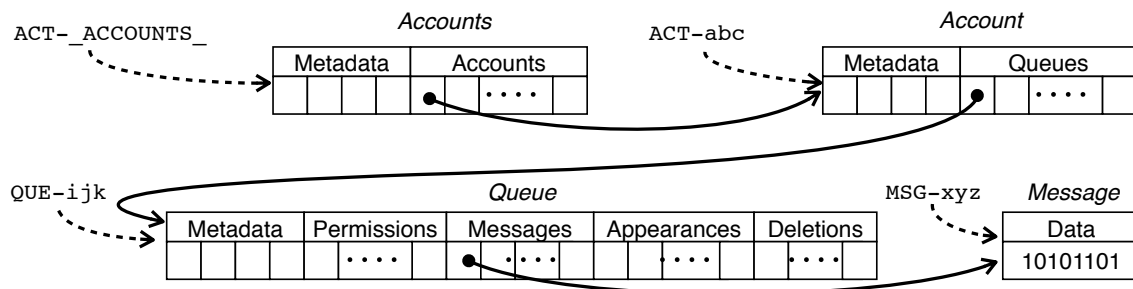 Accounts Account
ACT-_ACCOUNTS_ ACT-abc
Metadata Accounts Metadata Queues
QUE-ijk Queue MSG-xyz Message
Metadata Permissions Messages Appearances Deletions Data
10101101